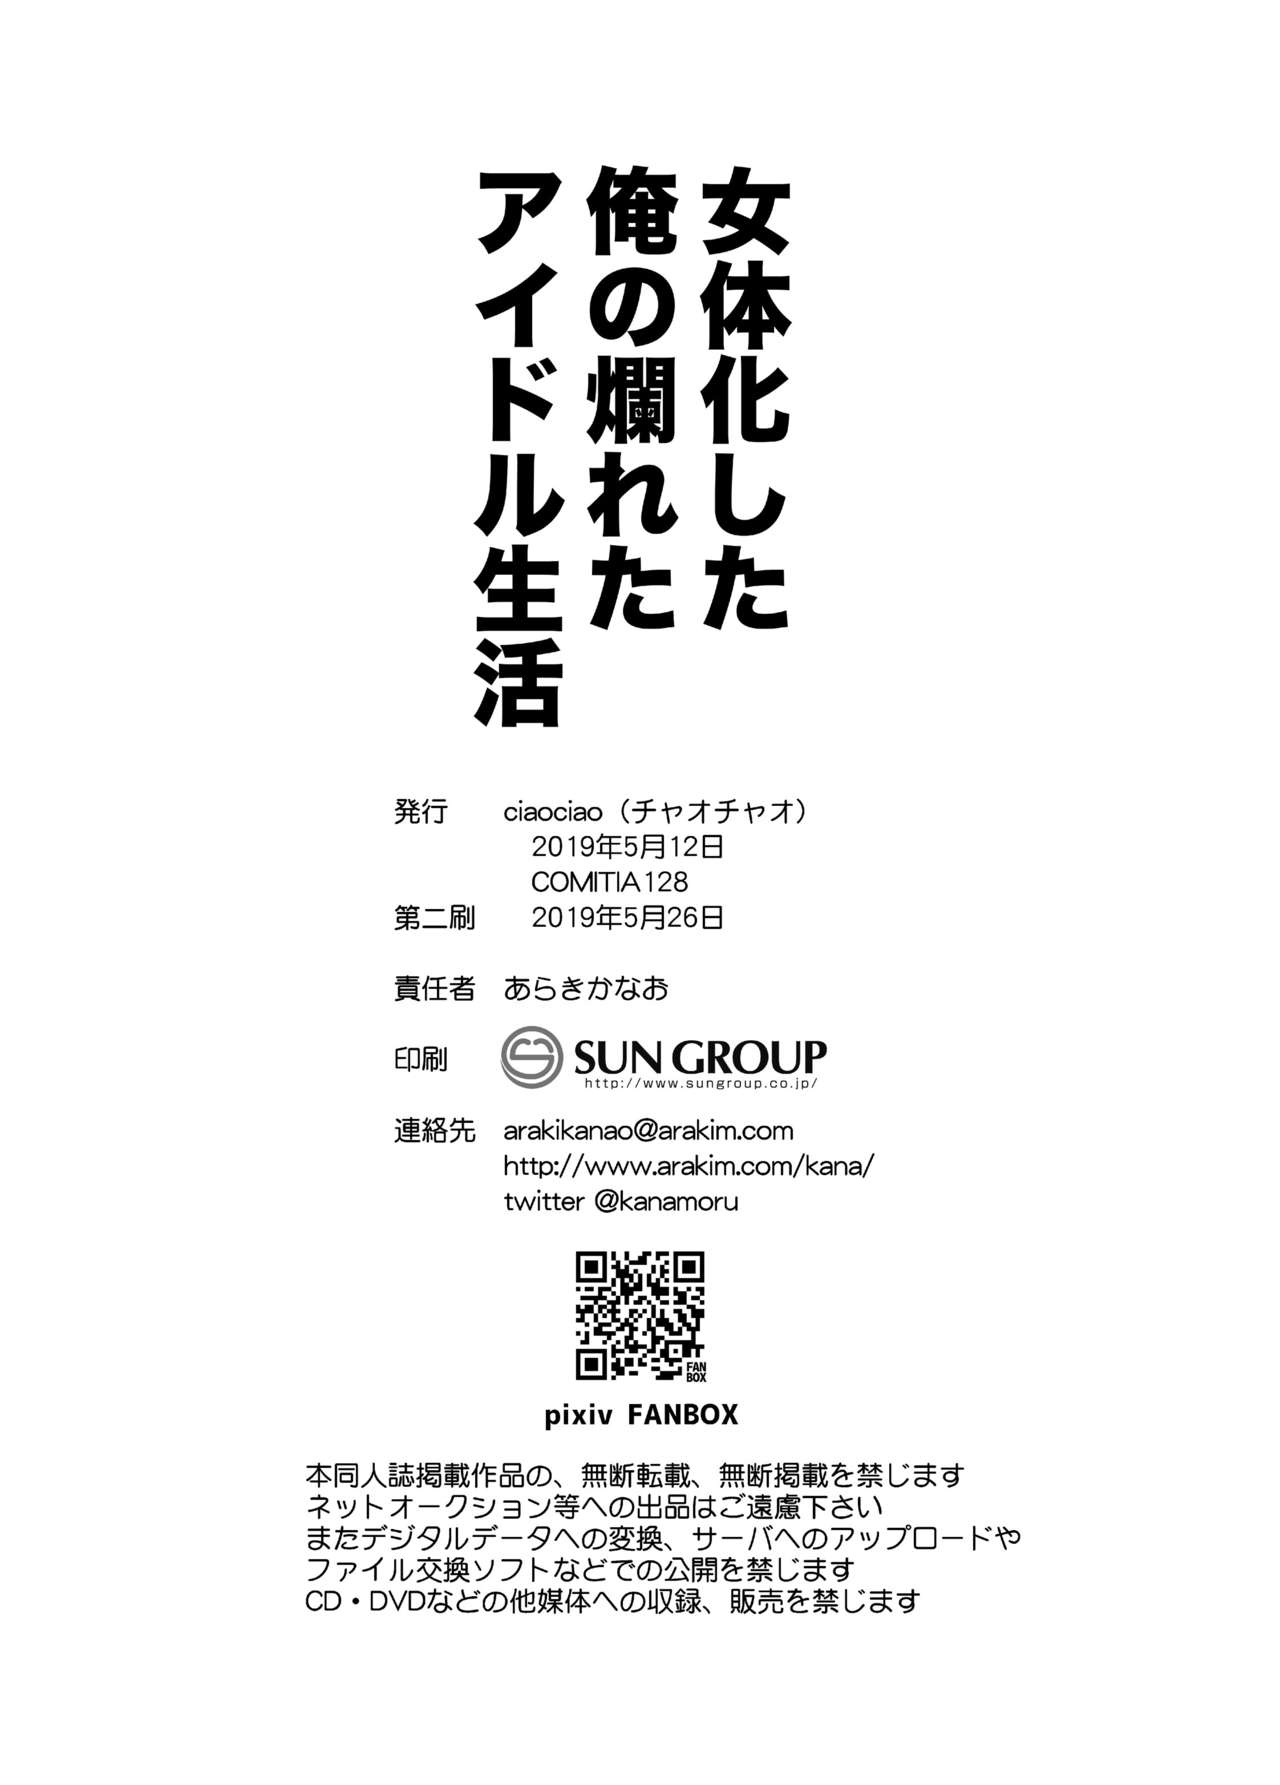 女体化した
俺の爛れた
アイドル生活
発行 ciaociao（チャオチャオ）
2019年5月12日
COMITIA128
第二刷 2019年5月26日
責任者 あらきかなお
印刷 SUN GROUP
http://www.sungroup.co.jp/
連絡先 arakikanao@arakim.com
http://www.arakim.com/kana/
twitter @kanamoru
FAN
BOX
pixiv FANBOX
本同人誌掲載作品の、無断転載、無断掲載を禁じます
ネットオークション等への出品はご遠慮下さい
またデジタルデータへの変換、サーバへのアップロードや
ファイル交換ソフトなどでの公開を禁じます
CD・DVDなどの他媒体への収録、販売を禁じます